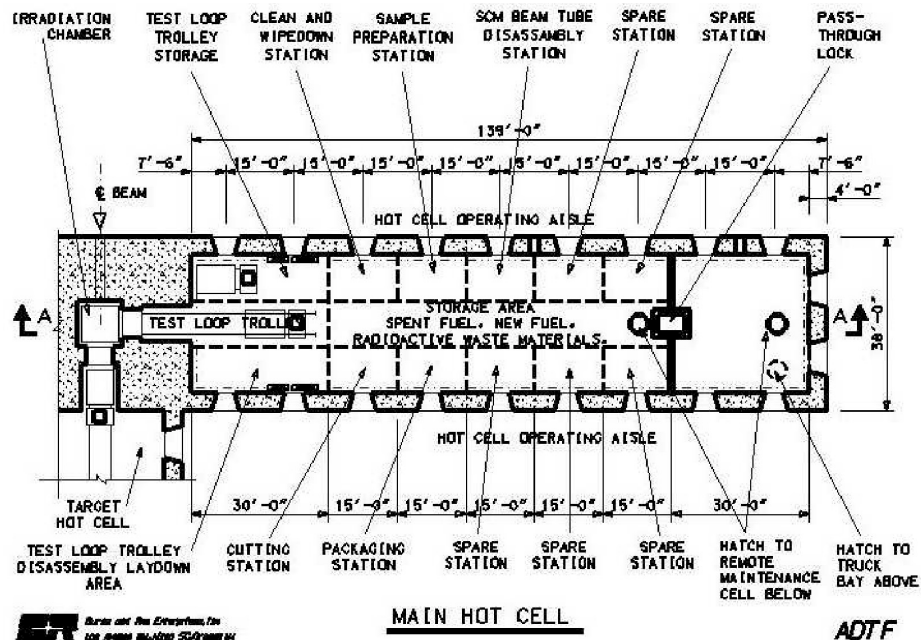 IRRADIATION
CHAMBER
TEST LOOP
TROLLEY
STORAGE
CLEAN AND
WIPEDOWN
STATION
SAMPLE
PREPARATION
STATION
SCM BEAM TUBE
DISASSEMBLY
STATION
SPARE
STATION
SPARE
STATION
PASS-
THROUGH
LOCK
139'-0"
7'-6" 15'-0" 15'-0" 15'-0" 15'-0" 15'-0" 15'-0" 15'-0" 15'-0" 7'-6"
4'-0"
BEAM
HOT CELL OPERATING AISLE
A
STORAGE AREA
TEST LOOP TROLL
SPENT FUEL. NEW FUEL.
RADIOACTIVE WASTE MATERIALS.
A
38'-0"
HOT CELL OPERATING AISLE
30'-0" 15'-0" 15'-0" 15'-0" 15'-0" 15'-0" 30'-0"
TARGET
HOT CELL
TEST LOOP TROLLEY
DISASSEMBLY LAYDOWN
AREA
CUTTING
STATION
PACKAGING
STATION
SPARE
STATION
SPARE
STATION
SPARE
STATION
HATCH TO
REMOTE
MAINTENANCE
CELL BELOW
HATCH TO
TRUCK
BAY ABOVE
MAIN HOT CELL
ADTF